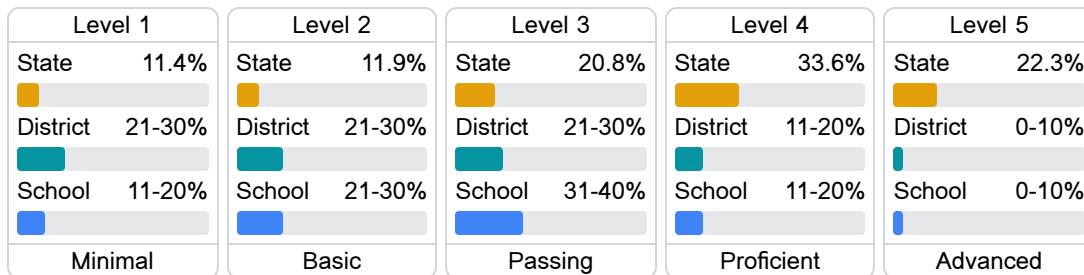 Level 1
State 11.4%
District 21-30%
School 11-20%
Minimal
Level 2
State 11.9%
District 21-30%
School 21-30%
Basic
Level 3
State 20.8%
District 21-30%
School 31-40%
Passing
Level 4
State 33.6%
District 11-20%
School 11-20%
Proficient
Level 5
State 22.3%
District 0-10%
School 0-10%
Advanced